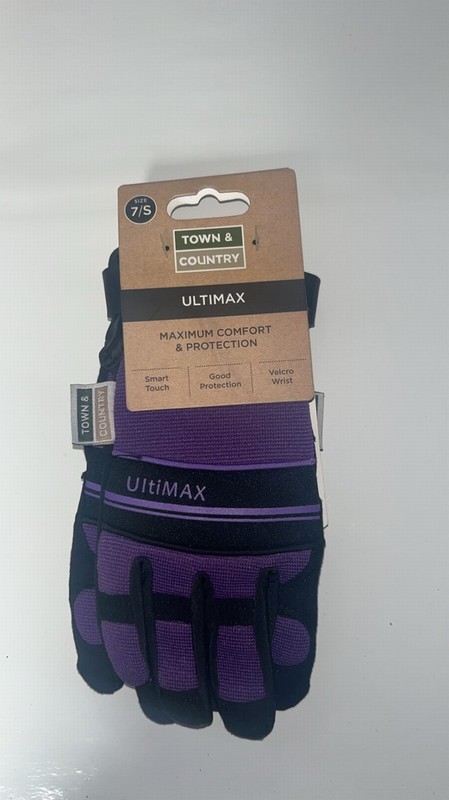 SIZE
7/S
TOWN &
COUNTRY
ULTIMAX
MAXIMUM COMFORT
& PROTECTION
Smart
Touch
Good
Protection
Velcro
Wrist
TOWN &
COUNTRY
UltiMAX